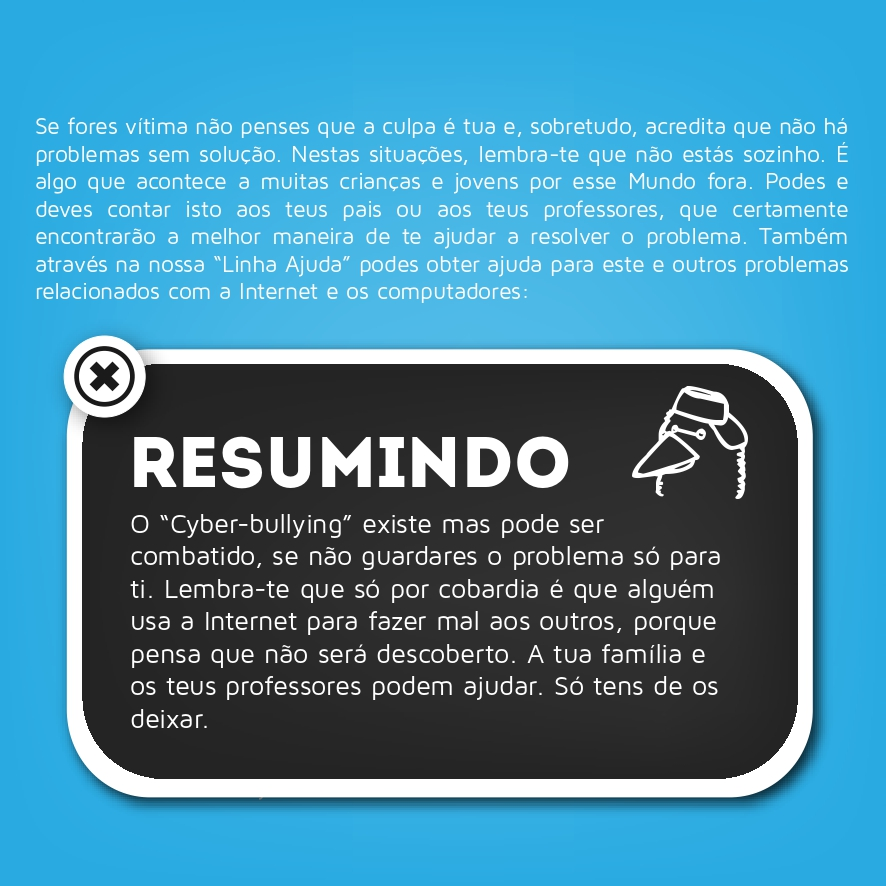 Se fores vítima não penses que a culpa é tua e, sobretudo, acredita que não há
problemas sem solução. Nestas situações, lembra-te que não estás sozinho. É
algo que acontece a muitas crianças e jovens por esse Mundo fora. Podes e
deves contar isto aos teus pais ou aos teus professores, que certamente
encontrarão a melhor maneira de te ajudar a resolver o problema. Também
através na nossa “Linha Ajuda” podes obter ajuda para este e outros problemas
relacionados com a Internet e os computadores:
RESUMINDO
O “Cyber-bullying” existe mas pode ser
combatido, se não guardares o problema só para
ti. Lembra-te que só por cobardia é que alguém
usa a Internet para fazer mal aos outros, porque
pensa que não será descoberto. A tua família e
os teus professores podem ajudar. Só tens de os
deixar.